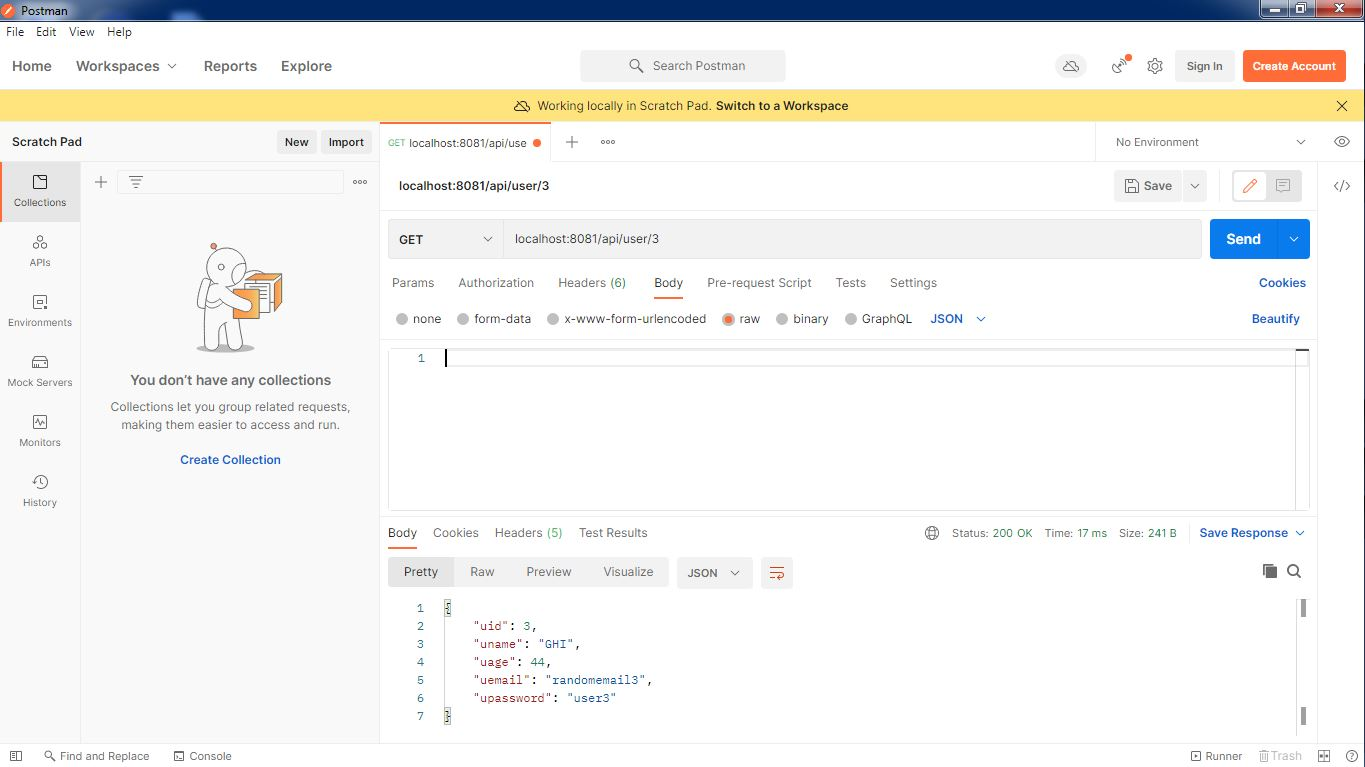 Postman
File Edit View Help
Home Workspaces Reports Explore Search Postman Sign In Create Account
Working locally in Scratch Pad. Switch to a Workspace
Scratch Pad New Import GET localhost:8081/api/use No Environment
Collections
APIs
Environments
Mock Servers
Monitors
History
You don't have any collections
Collections let you group related requests,
making them easier to access and run.
Create Collection
localhost:8081/api/user/3 Save
GET localhost:8081/api/user/3 Send
Params Authorization Headers (6) Body Pre-request Script Tests Settings Cookies
none form-data x-www-form-urlencoded raw binary GraphQL JSON Beautify
1
Body Cookies Headers (5) Test Results Status: 200 OK Time: 17 ms Size: 241 B Save Response
Pretty Raw Preview Visualize JSON
1 {
2 "uid": 3,
3 "uname": "GHI",
4 "uage": 44,
5 "uemail": "randomemail3",
6 "upassword": "user3"
7 }
Find and Replace Console Runner Trash